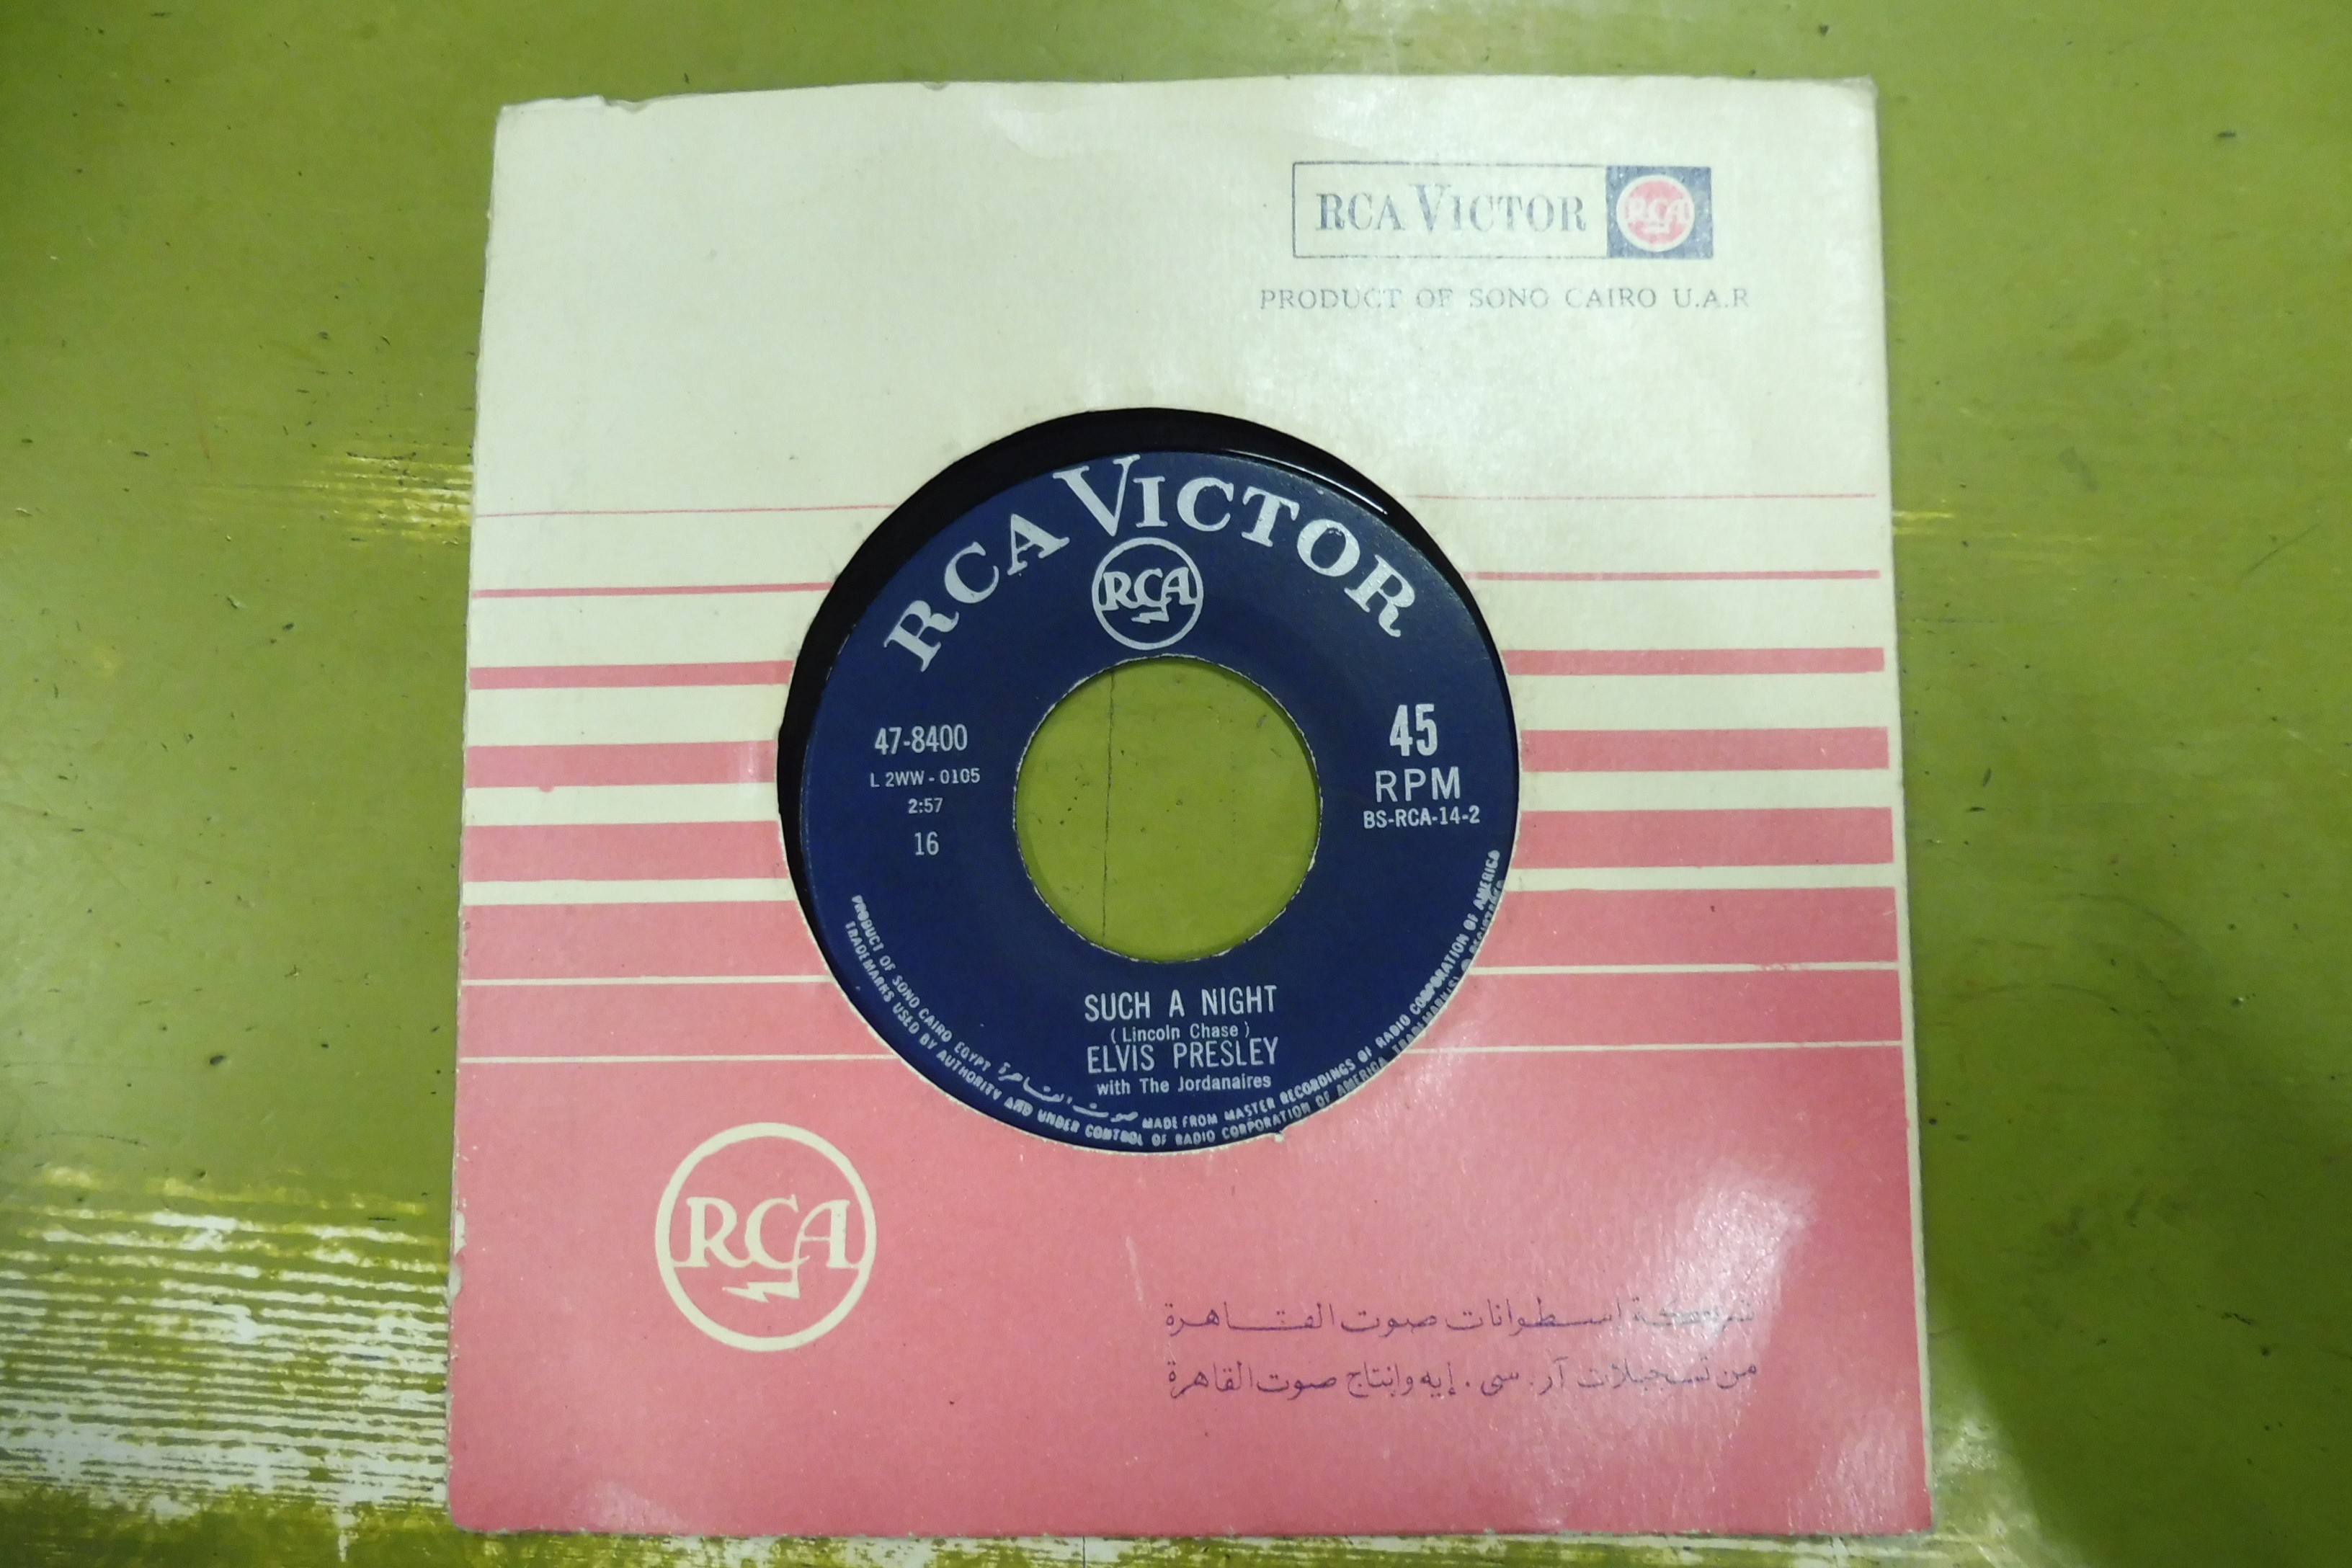 RCA VICTOR RCA
PRODUCT OF SONO CAIRO U.A.R
RCA VICTOR
RCA
47-8400
L 2WW - 0105
2:57
16
45
RPM
BS-RCA-14-2
SUCH A NIGHT
( Lincoln Chase )
ELVIS PRESLEY
with The Jordanaires
PRODUCT OF SONO CAIRO EGYPT صوت القاهرة MADE FROM MASTER RECORDINGS OF RADIO CORPORATION OF AMERICA
TRADEMARKS USED BY AUTHORITY AND UNDER CONTROL OF RADIO CORPORATION OF AMERICA TRADEMARK(S) ® REGISTERED
RCA
شركة اسطوانات صوت القاهرة
من تسجيلات آر . سى . إيه وإنتاج صوت القاهرة